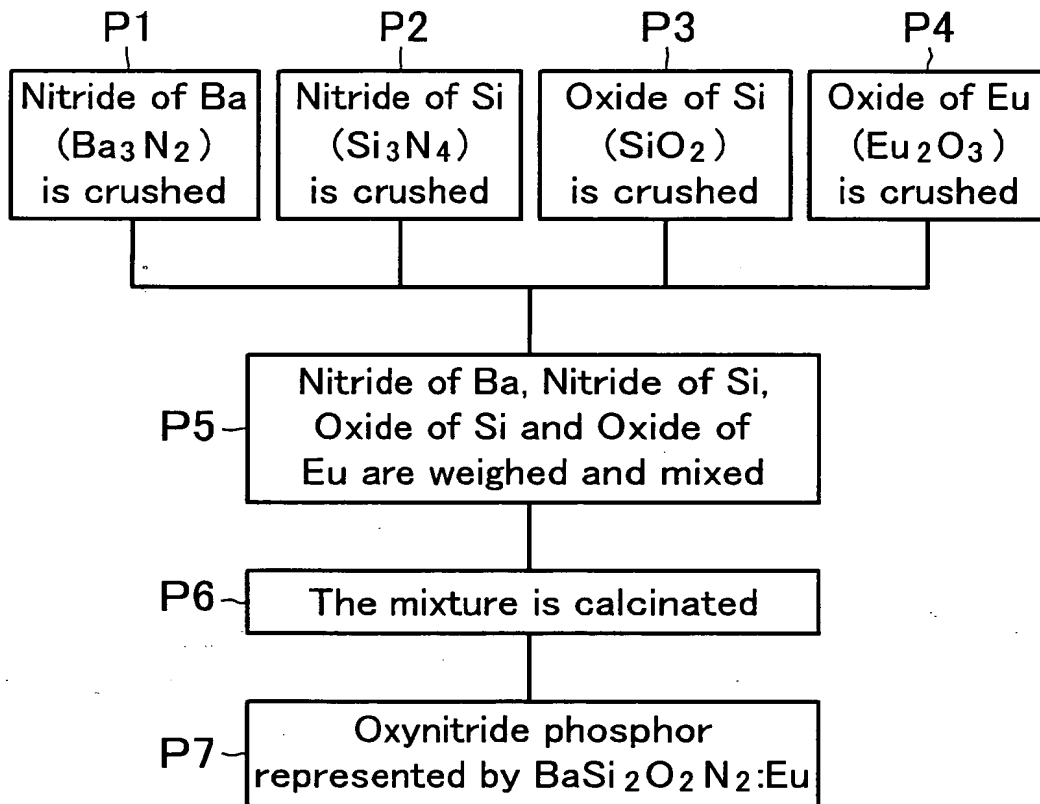 P1
P2
P3
P4
Nitride of Ba
(Ba₃N₂)
is crushed
Nitride of Si
(Si₃N₄)
is crushed
Oxide of Si
(SiO₂)
is crushed
Oxide of Eu
(Eu₂O₃)
is crushed
P5
Nitride of Ba, Nitride of Si,
Oxide of Si and Oxide of
Eu are weighed and mixed
P6
The mixture is calcinated
P7
Oxynitride phosphor
represented by BaSi₂O₂N₂:Eu